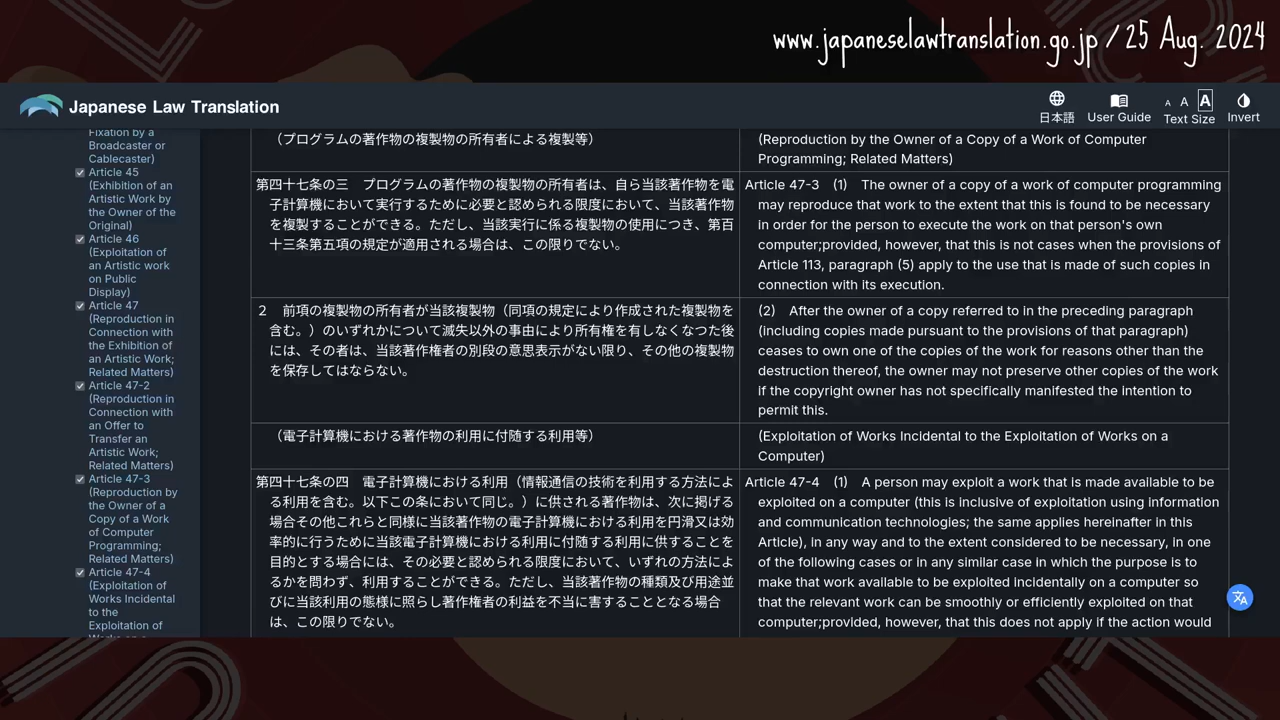 www.japaneselawtranslation.go.jp / 25 Aug. 2024
Japanese Law Translation
日本語
User Guide
A A A
Text Size
Invert
Fixation by a
Broadcaster or
Cablecaster)
Article 45
(Exhibition of an
Artistic Work by
the Owner of the
Original)
Article 46
(Exploitation of
an Artistic work
on Public
Display)
Article 47
(Reproduction in
Connection with
the Exhibition of
an Artistic Work;
Related Matters)
Article 47-2
(Reproduction in
Connection with
an Offer to
Transfer an
Artistic Work;
Related Matters)
Article 47-3
(Reproduction by
the Owner of a
Copy of a Work
of Computer
Programming;
Related Matters)
Article 47-4
(Exploitation of
Works Incidental
to the
Exploitation of
（プログラムの著作物の複製物の所有者による複製等）
(Reproduction by the Owner of a Copy of a Work of Computer
Programming; Related Matters)
第四十七条の三　プログラムの著作物の複製物の所有者は、自ら当該著作物を電
子計算機において実行するために必要と認められる限度において、当該著作物
を複製することができる。ただし、当該実行に係る複製物の使用につき、第百
十三条第五項の規定が適用される場合は、この限りでない。
Article 47-3　(1)　The owner of a copy of a work of computer programming
may reproduce that work to the extent that this is found to be necessary
in order for the person to execute the work on that person's own
computer;provided, however, that this is not cases when the provisions of
Article 113, paragraph (5) apply to the use that is made of such copies in
connection with its execution.
２　前項の複製物の所有者が当該複製物（同項の規定により作成された複製物を
含む。）のいずれかについて滅失以外の事由により所有権を有しなくなつた後
には、その者は、当該著作権者の別段の意思表示がない限り、その他の複製物
を保存してはならない。
(2)　After the owner of a copy referred to in the preceding paragraph
(including copies made pursuant to the provisions of that paragraph)
ceases to own one of the copies of the work for reasons other than the
destruction thereof, the owner may not preserve other copies of the work
if the copyright owner has not specifically manifested the intention to
permit this.
（電子計算機における著作物の利用に付随する利用等）
(Exploitation of Works Incidental to the Exploitation of Works on a
Computer)
第四十七条の四　電子計算機における利用（情報通信の技術を利用する方法によ
る利用を含む。以下この条において同じ。）に供される著作物は、次に掲げる
場合その他これらと同様に当該著作物の電子計算機における利用を円滑又は効
率的に行うために当該電子計算機における利用に付随する利用に供することを
目的とする場合には、その必要と認められる限度において、いずれの方法によ
るかを問わず、利用することができる。ただし、当該著作物の種類及び用途並
びに当該利用の態様に照らし著作権者の利益を不当に害することとなる場合
は、この限りでない。
Article 47-4　(1)　A person may exploit a work that is made available to be
exploited on a computer (this is inclusive of exploitation using information
and communication technologies; the same applies hereinafter in this
Article), in any way and to the extent considered to be necessary, in one
of the following cases or in any similar case in which the purpose is to
make that work available to be exploited incidentally on a computer so
that the relevant work can be smoothly or efficiently exploited on that
computer;provided, however, that this does not apply if the action would